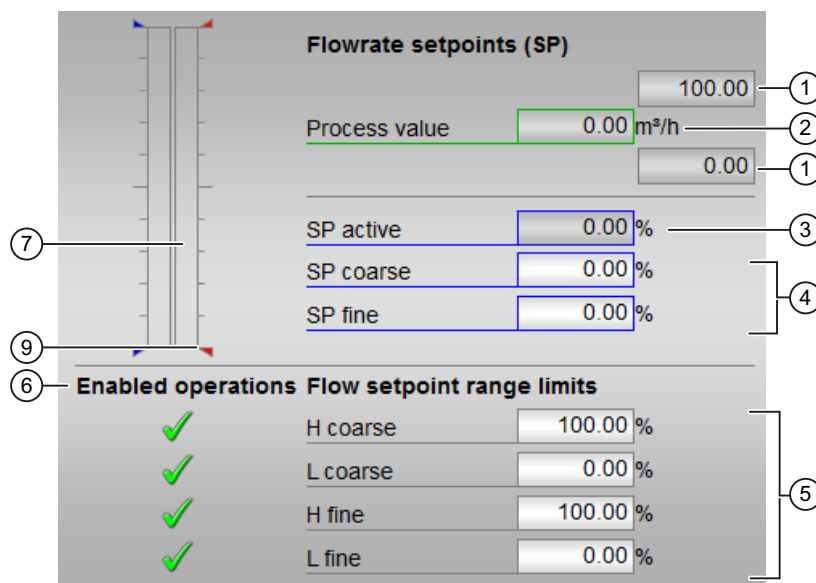 Flowrate setpoints (SP)
100.00 1
Process value 0.00 m³/h 2
0.00 1
SP active 0.00 % 3
7
SP coarse 0.00 %
4
SP fine 0.00 %
9
6 Enabled operations Flow setpoint range limits
H coarse 100.00 %
L coarse 0.00 %
5
H fine 100.00 %
L fine 0.00 %